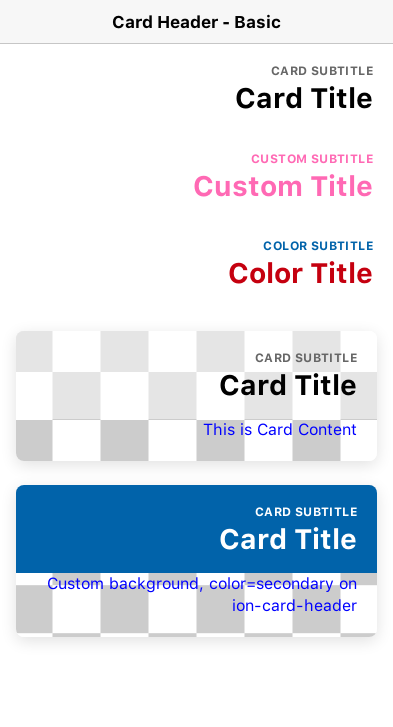 Card Header - Basic
CARD SUBTITLE
Card Title
CUSTOM SUBTITLE
Custom Title
COLOR SUBTITLE
Color Title
CARD SUBTITLE
Card Title
This is Card Content
CARD SUBTITLE
Card Title
Custom background, color=secondary on
ion-card-header